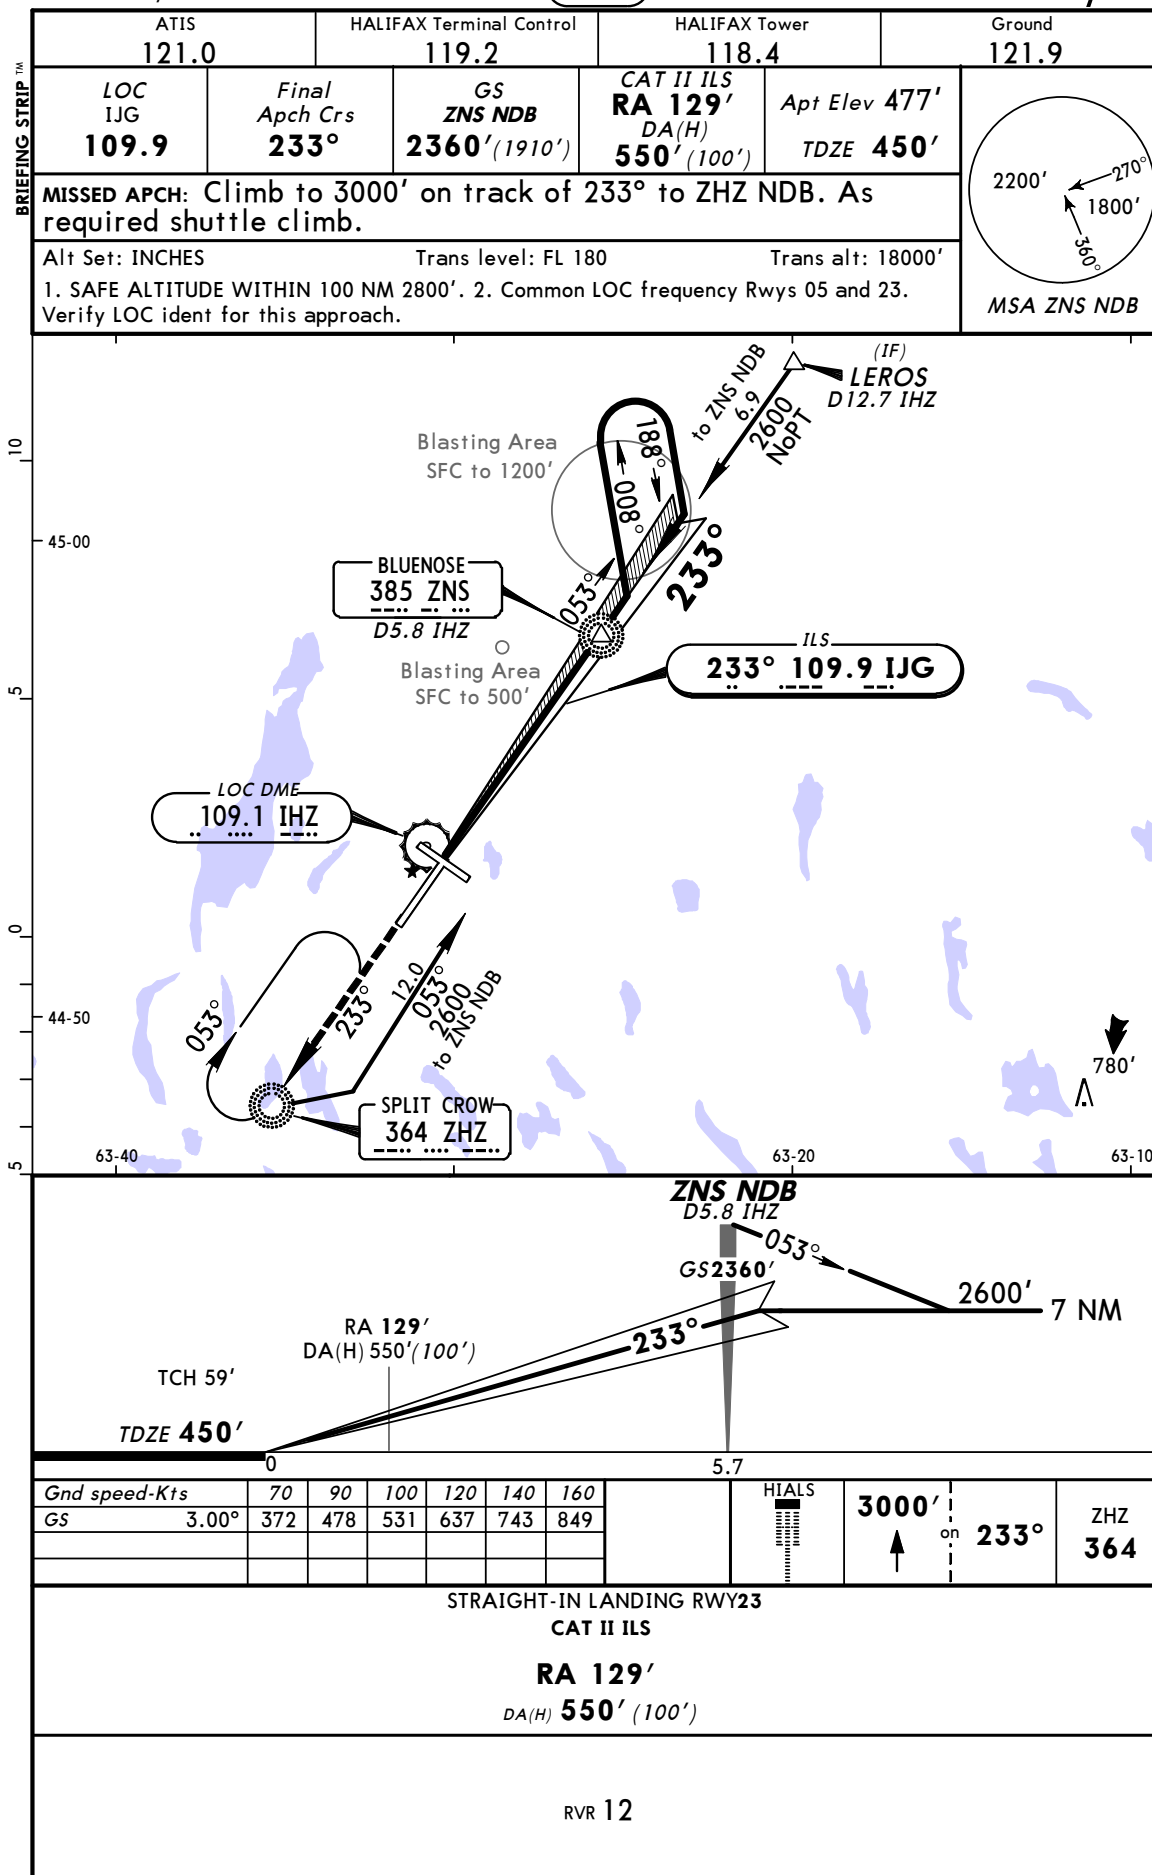 ATIS
121.0
HALIFAX Terminal Control
119.2
HALIFAX Tower
118.4
Ground
121.9
BRIEFING STRIP TM
LOC
IJG
109.9
Final
Apch Crs
233°
GS
ZNS NDB
2360'(1910')
CAT II ILS
RA 129'
DA(H)
550'(100')
Apt Elev 477'
TDZE 450'
MISSED APCH: Climb to 3000' on track of 233° to ZHZ NDB. As
required shuttle climb.
Alt Set: INCHES Trans level: FL 180 Trans alt: 18000'
1. SAFE ALTITUDE WITHIN 100 NM 2800'. 2. Common LOC frequency Rwys 05 and 23.
Verify LOC ident for this approach.
2200'
270°
1800'
360°
MSA ZNS NDB
(IF)
LEROS
D12.7 IHZ
to ZNS NDB
6.9
2600
NoPT
Blasting Area
SFC to 1200'
188°
008°
10
45-00
233°
053°
BLUENOSE
385 ZNS
D5.8 IHZ
Blasting Area
SFC to 500'
ILS
233° 109.9 IJG
5
LOC DME
109.1 IHZ
0
44-50
053°
233°
12.0
053°
2600
to ZNS NDB
780'
SPLIT CROW
364 ZHZ
5
63-40
63-20
63-10
ZNS NDB
D5.8 IHZ
053°
GS2360'
2600'
7 NM
233°
RA 129'
DA(H) 550'(100')
TCH 59'
TDZE 450'
0
5.7
Gnd speed-Kts 70 90 100 120 140 160
GS 3.00° 372 478 531 637 743 849
HIALS
3000'
on
233°
ZHZ
364
STRAIGHT-IN LANDING RWY23
CAT II ILS
RA 129'
DA(H) 550'(100')
RVR 12